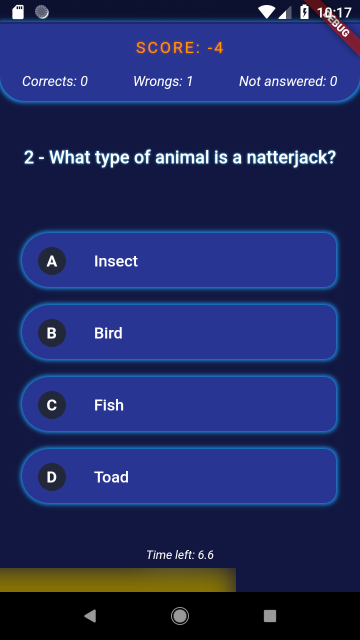 10:17
DEBUG
SCORE: -4
Corrects: 0 Wrongs: 1 Not answered: 0
2 - What type of animal is a natterjack?
A Insect
B Bird
C Fish
D Toad
Time left: 6.6